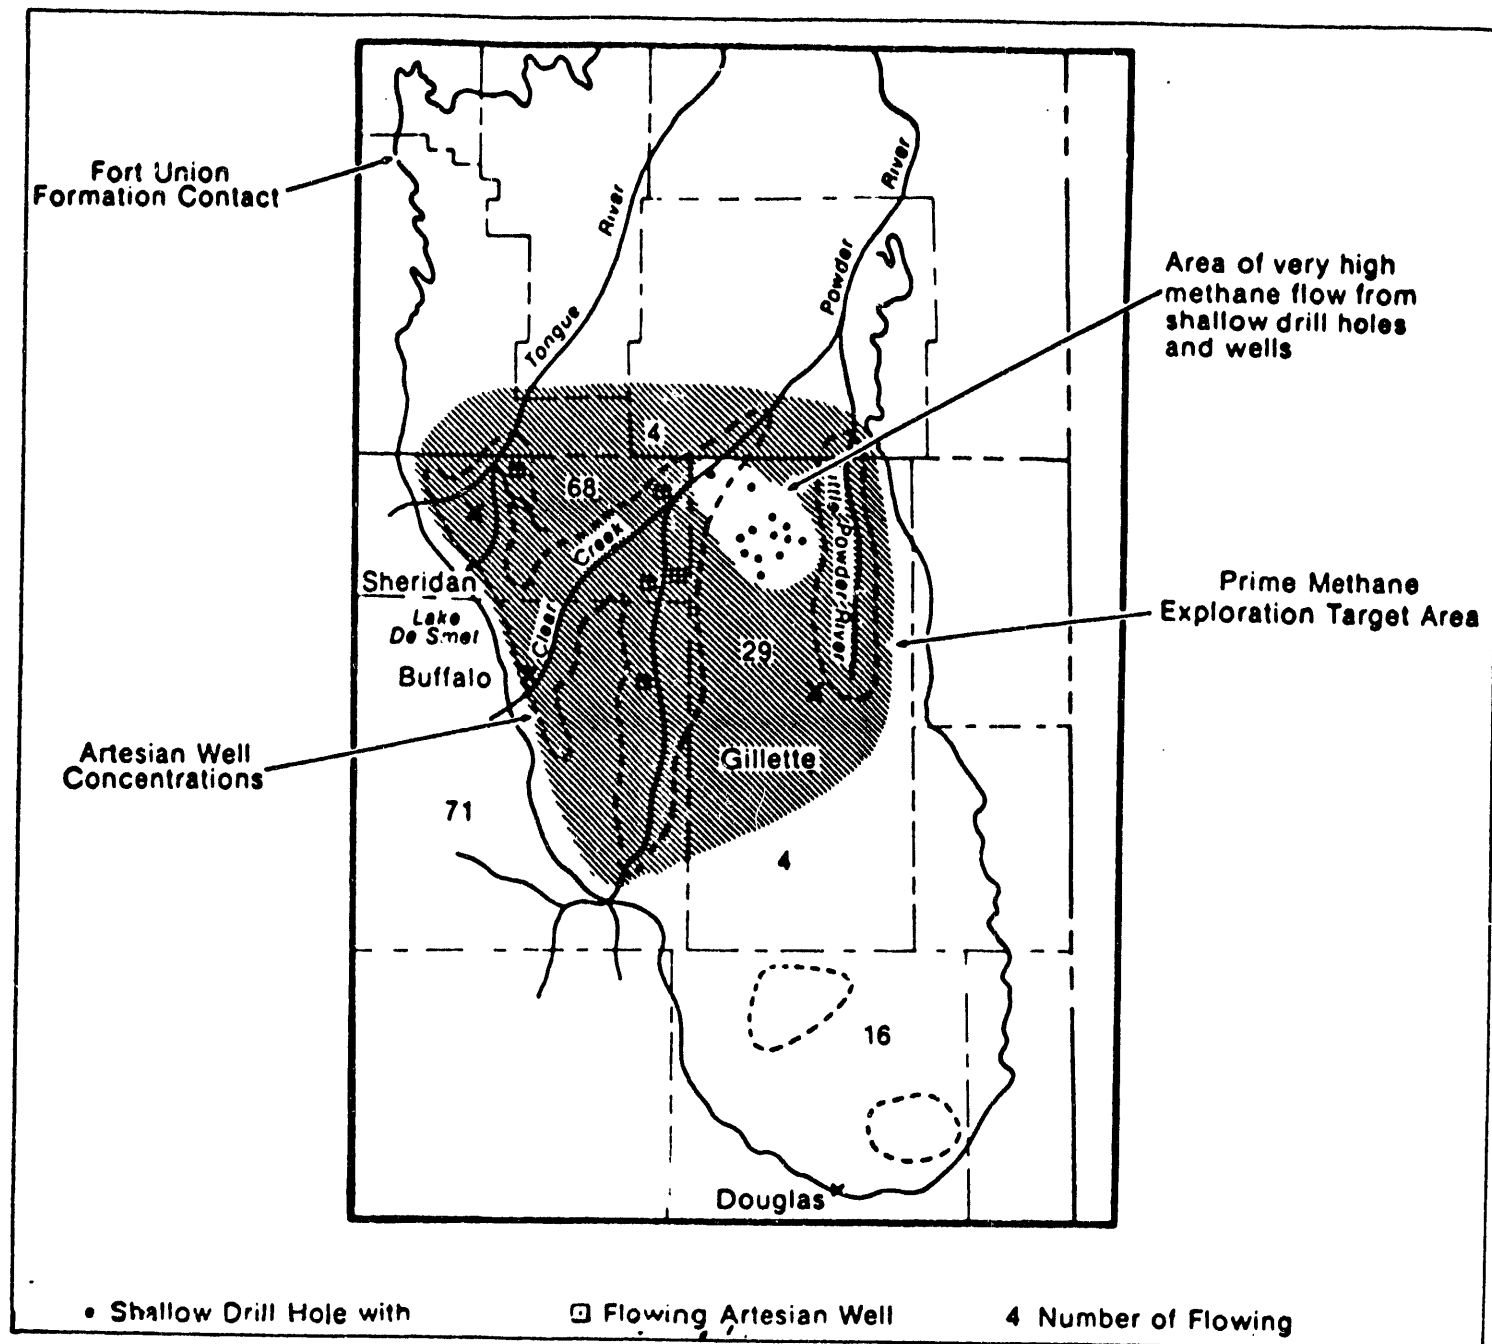 Fort Union
Formation Contact
River
River
Powder
Tongue
Area of very high
methane flow from
shallow drill holes
and wells
4
68
Creek
Clear
Powder River
Sheridan
Lake
De Smet
Buffalo
29
Prime Methane
Exploration Target Area
Artesian Well
Concentrations
Gillette
71
4
16
Douglas
• Shallow Drill Hole with
⊡ Flowing Artesian Well
4 Number of Flowing